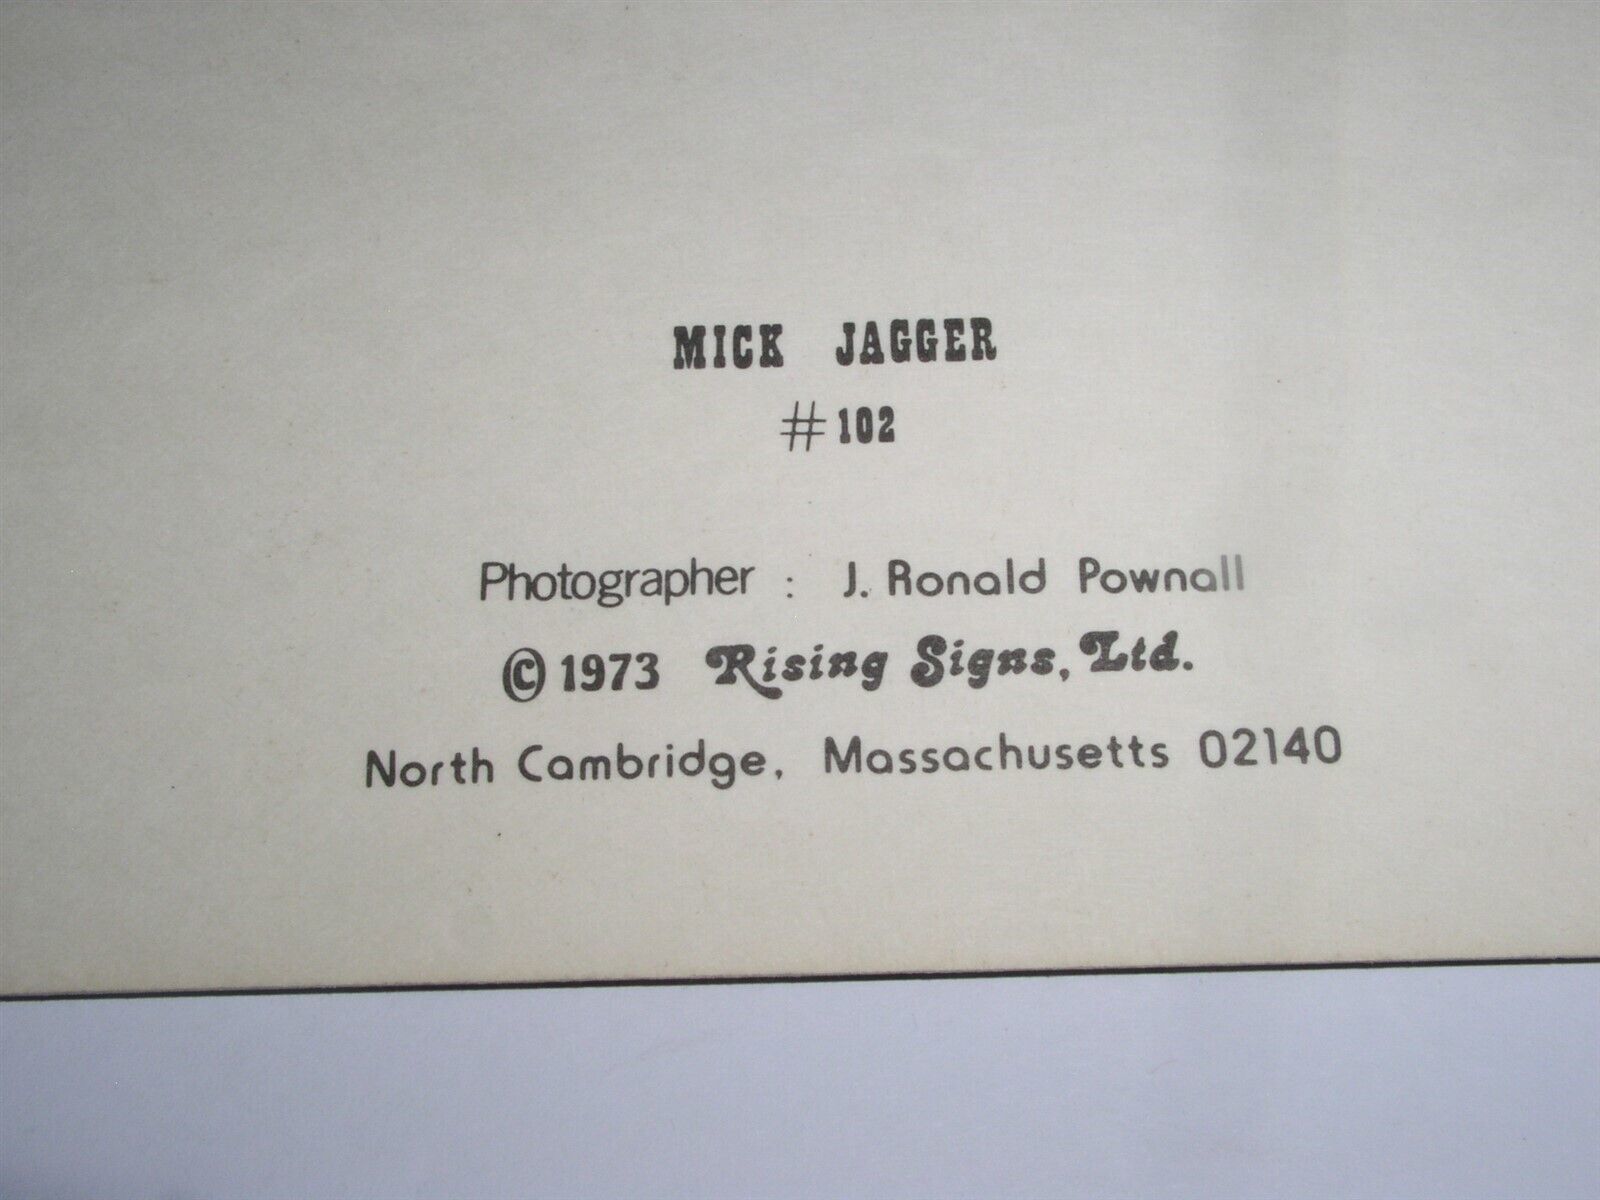 MICK JAGGER
#102
Photographer : J. Ronald Pownall
©1973 Rising Signs, Ltd.
North Cambridge, Massachusetts 02140